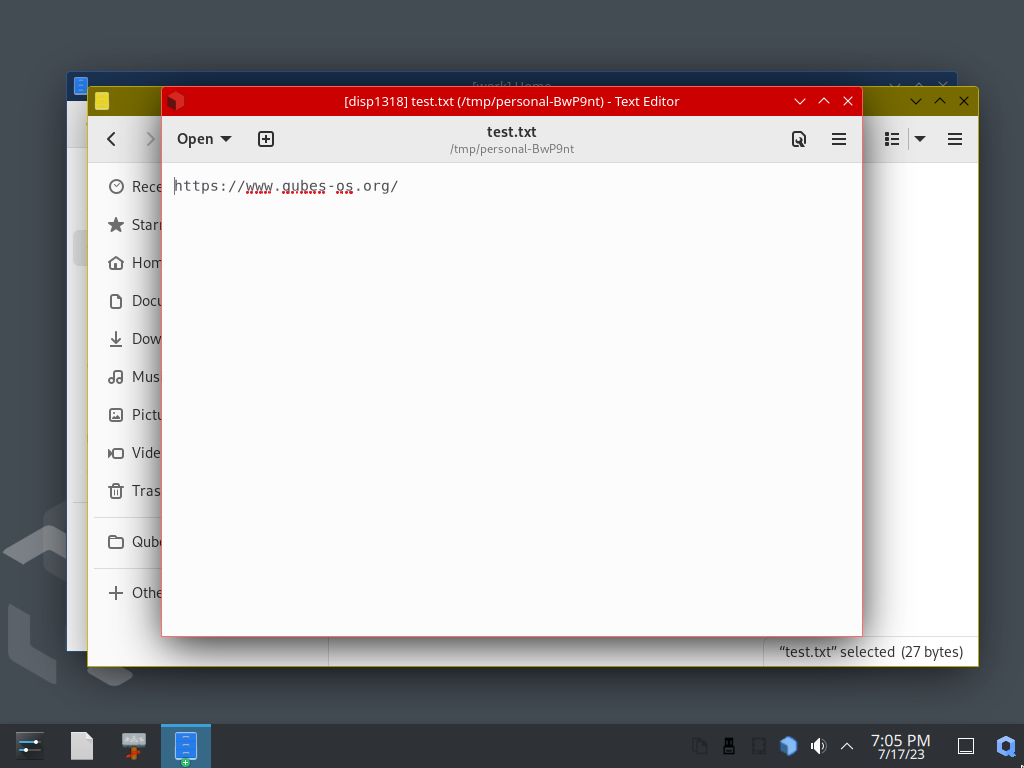 [work] Home
[disp1318] test.txt (/tmp/personal-BwP9nt) - Text Editor
Open
test.txt
/tmp/personal-BwP9nt
https://www.qubes-os.org/
Rece
Starr
Hom
Docu
Dow
Mus
Pictu
Vide
Tras
Qube
Othe
“test.txt” selected (27 bytes)
7:05 PM
7/17/23